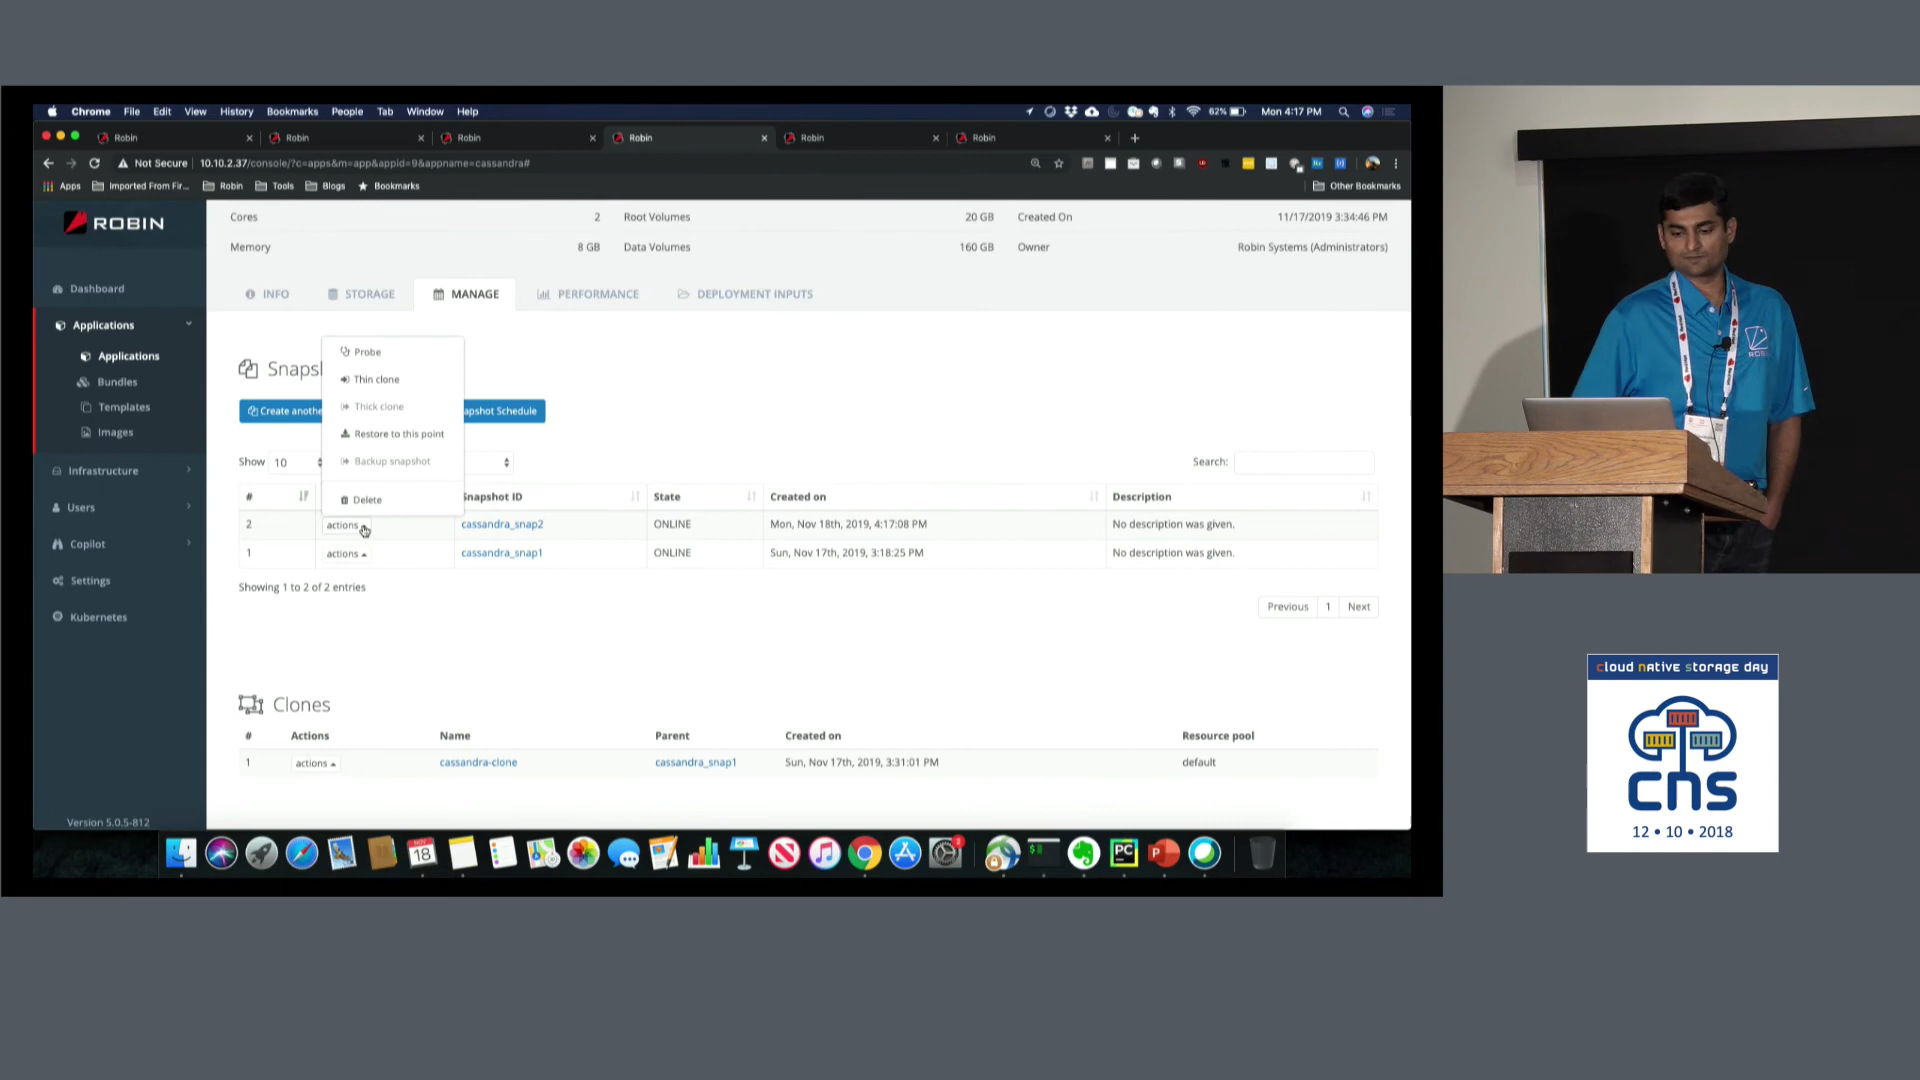 Chrome File Edit View History Bookmarks People Tab Window Help 62% Mon 4:17 PM
Robin Robin Robin Robin Robin Robin
Not Secure 10.10.2.37/console/?c=apps&m=app&appid=9&appname=cassandra#
Apps Imported From Fir... Robin Tools Blogs Bookmarks Other Bookmarks
ROBIN
Dashboard
Applications
Applications
Bundles
Templates
Images
Infrastructure
Users
Copilot
Settings
Kubernetes
Version 5.0.5-812
Cores 2 Root Volumes 20 GB Created On 11/17/2019 3:34:46 PM
Memory 8 GB Data Volumes 160 GB Owner Robin Systems (Administrators)
INFO STORAGE MANAGE PERFORMANCE DEPLOYMENT INPUTS
Snaps
Create anothe apshot Schedule
Probe
Thin clone
Thick clone
Restore to this point
Backup snapshot
Delete
Show 10 Search:
# Snapshot ID State Created on Description
2 actions cassandra_snap2 ONLINE Mon, Nov 18th, 2019, 4:17:08 PM No description was given.
1 actions cassandra_snap1 ONLINE Sun, Nov 17th, 2019, 3:18:25 PM No description was given.
Showing 1 to 2 of 2 entries
Previous 1 Next
Clones
# Actions Name Parent Created on Resource pool
1 actions cassandra-clone cassandra_snap1 Sun, Nov 17th, 2019, 3:31:01 PM default
NOV
18
PC
P
ROBIN
cloud native storage day
cns
12 • 10 • 2018